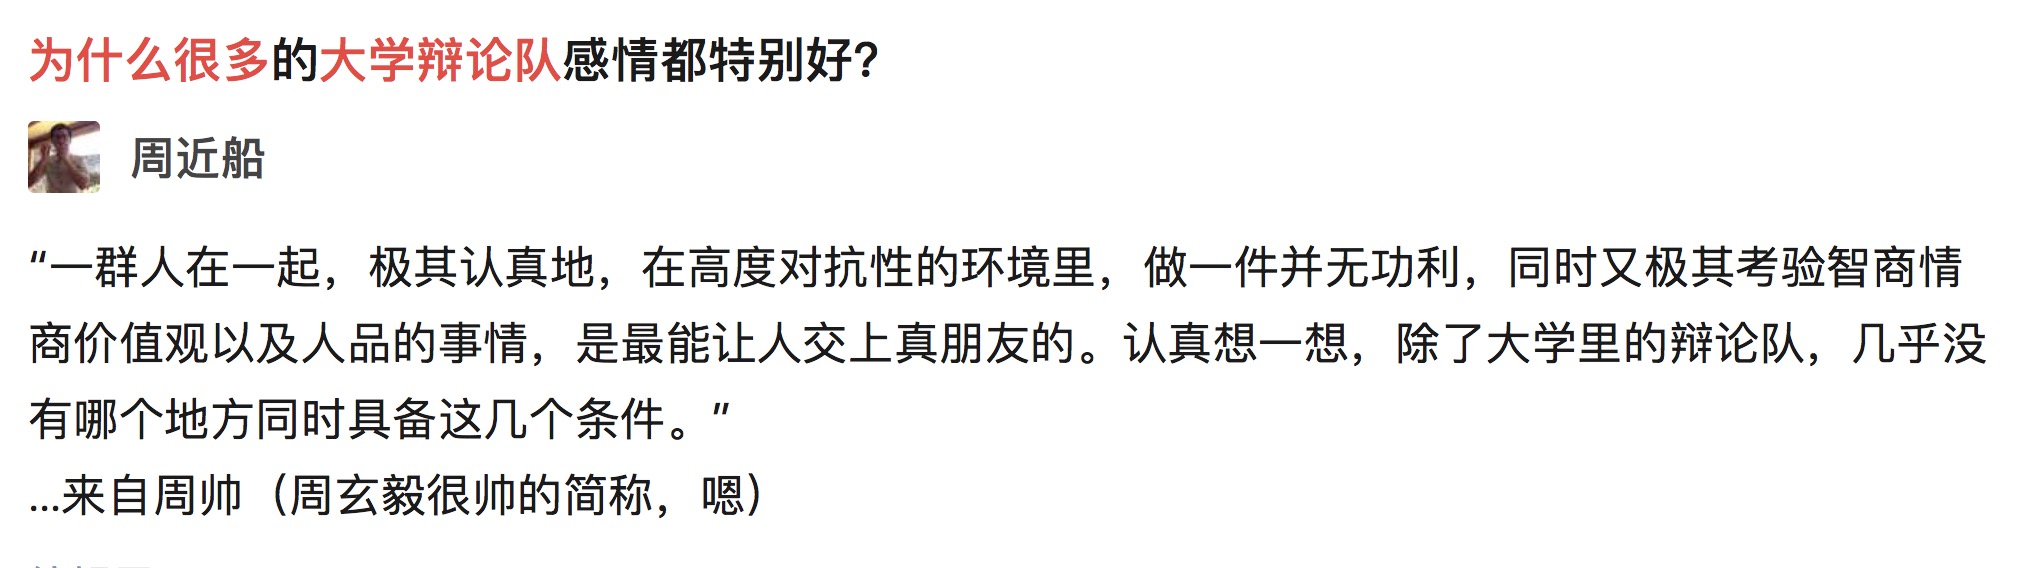 为什么很多的大学辩论队感情都特别好?
周近船
“一群人在一起，极其认真地，在高度对抗性的环境里，做一件并无功利，同时又极其考验智商情
商价值观以及人品的事情，是最能让人交上真朋友的。认真想一想，除了大学里的辩论队，几乎没
有哪个地方同时具备这几个条件。”
...来自周帅（周玄毅很帅的简称，嗯）